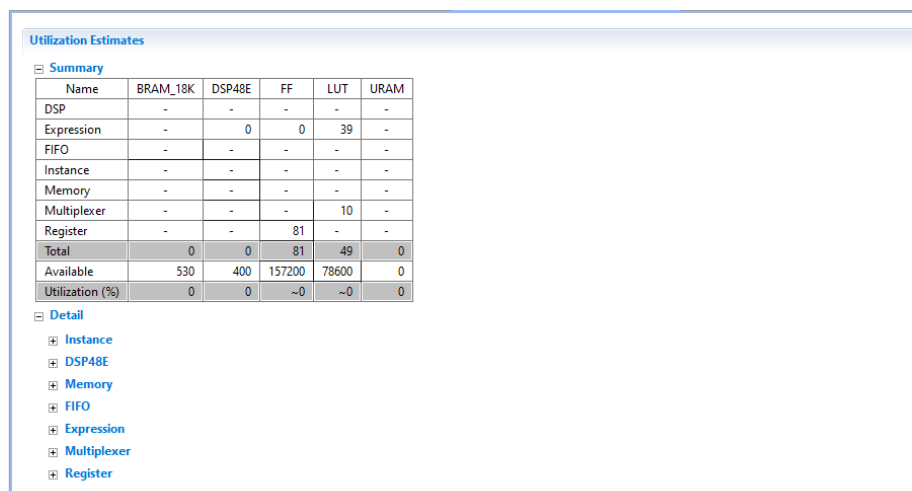 Utilization Estimates
Summary
Name BRAM_18K DSP48E FF LUT URAM
DSP - - - - -
Expression - 0 0 39 -
FIFO - - - - -
Instance - - - - -
Memory - - - - -
Multiplexer - - - 10 -
Register - - 81 - -
Total 0 0 81 49 0
Available 530 400 157200 78600 0
Utilization (%) 0 0 ~0 ~0 0
Detail
Instance
DSP48E
Memory
FIFO
Expression
Multiplexer
Register